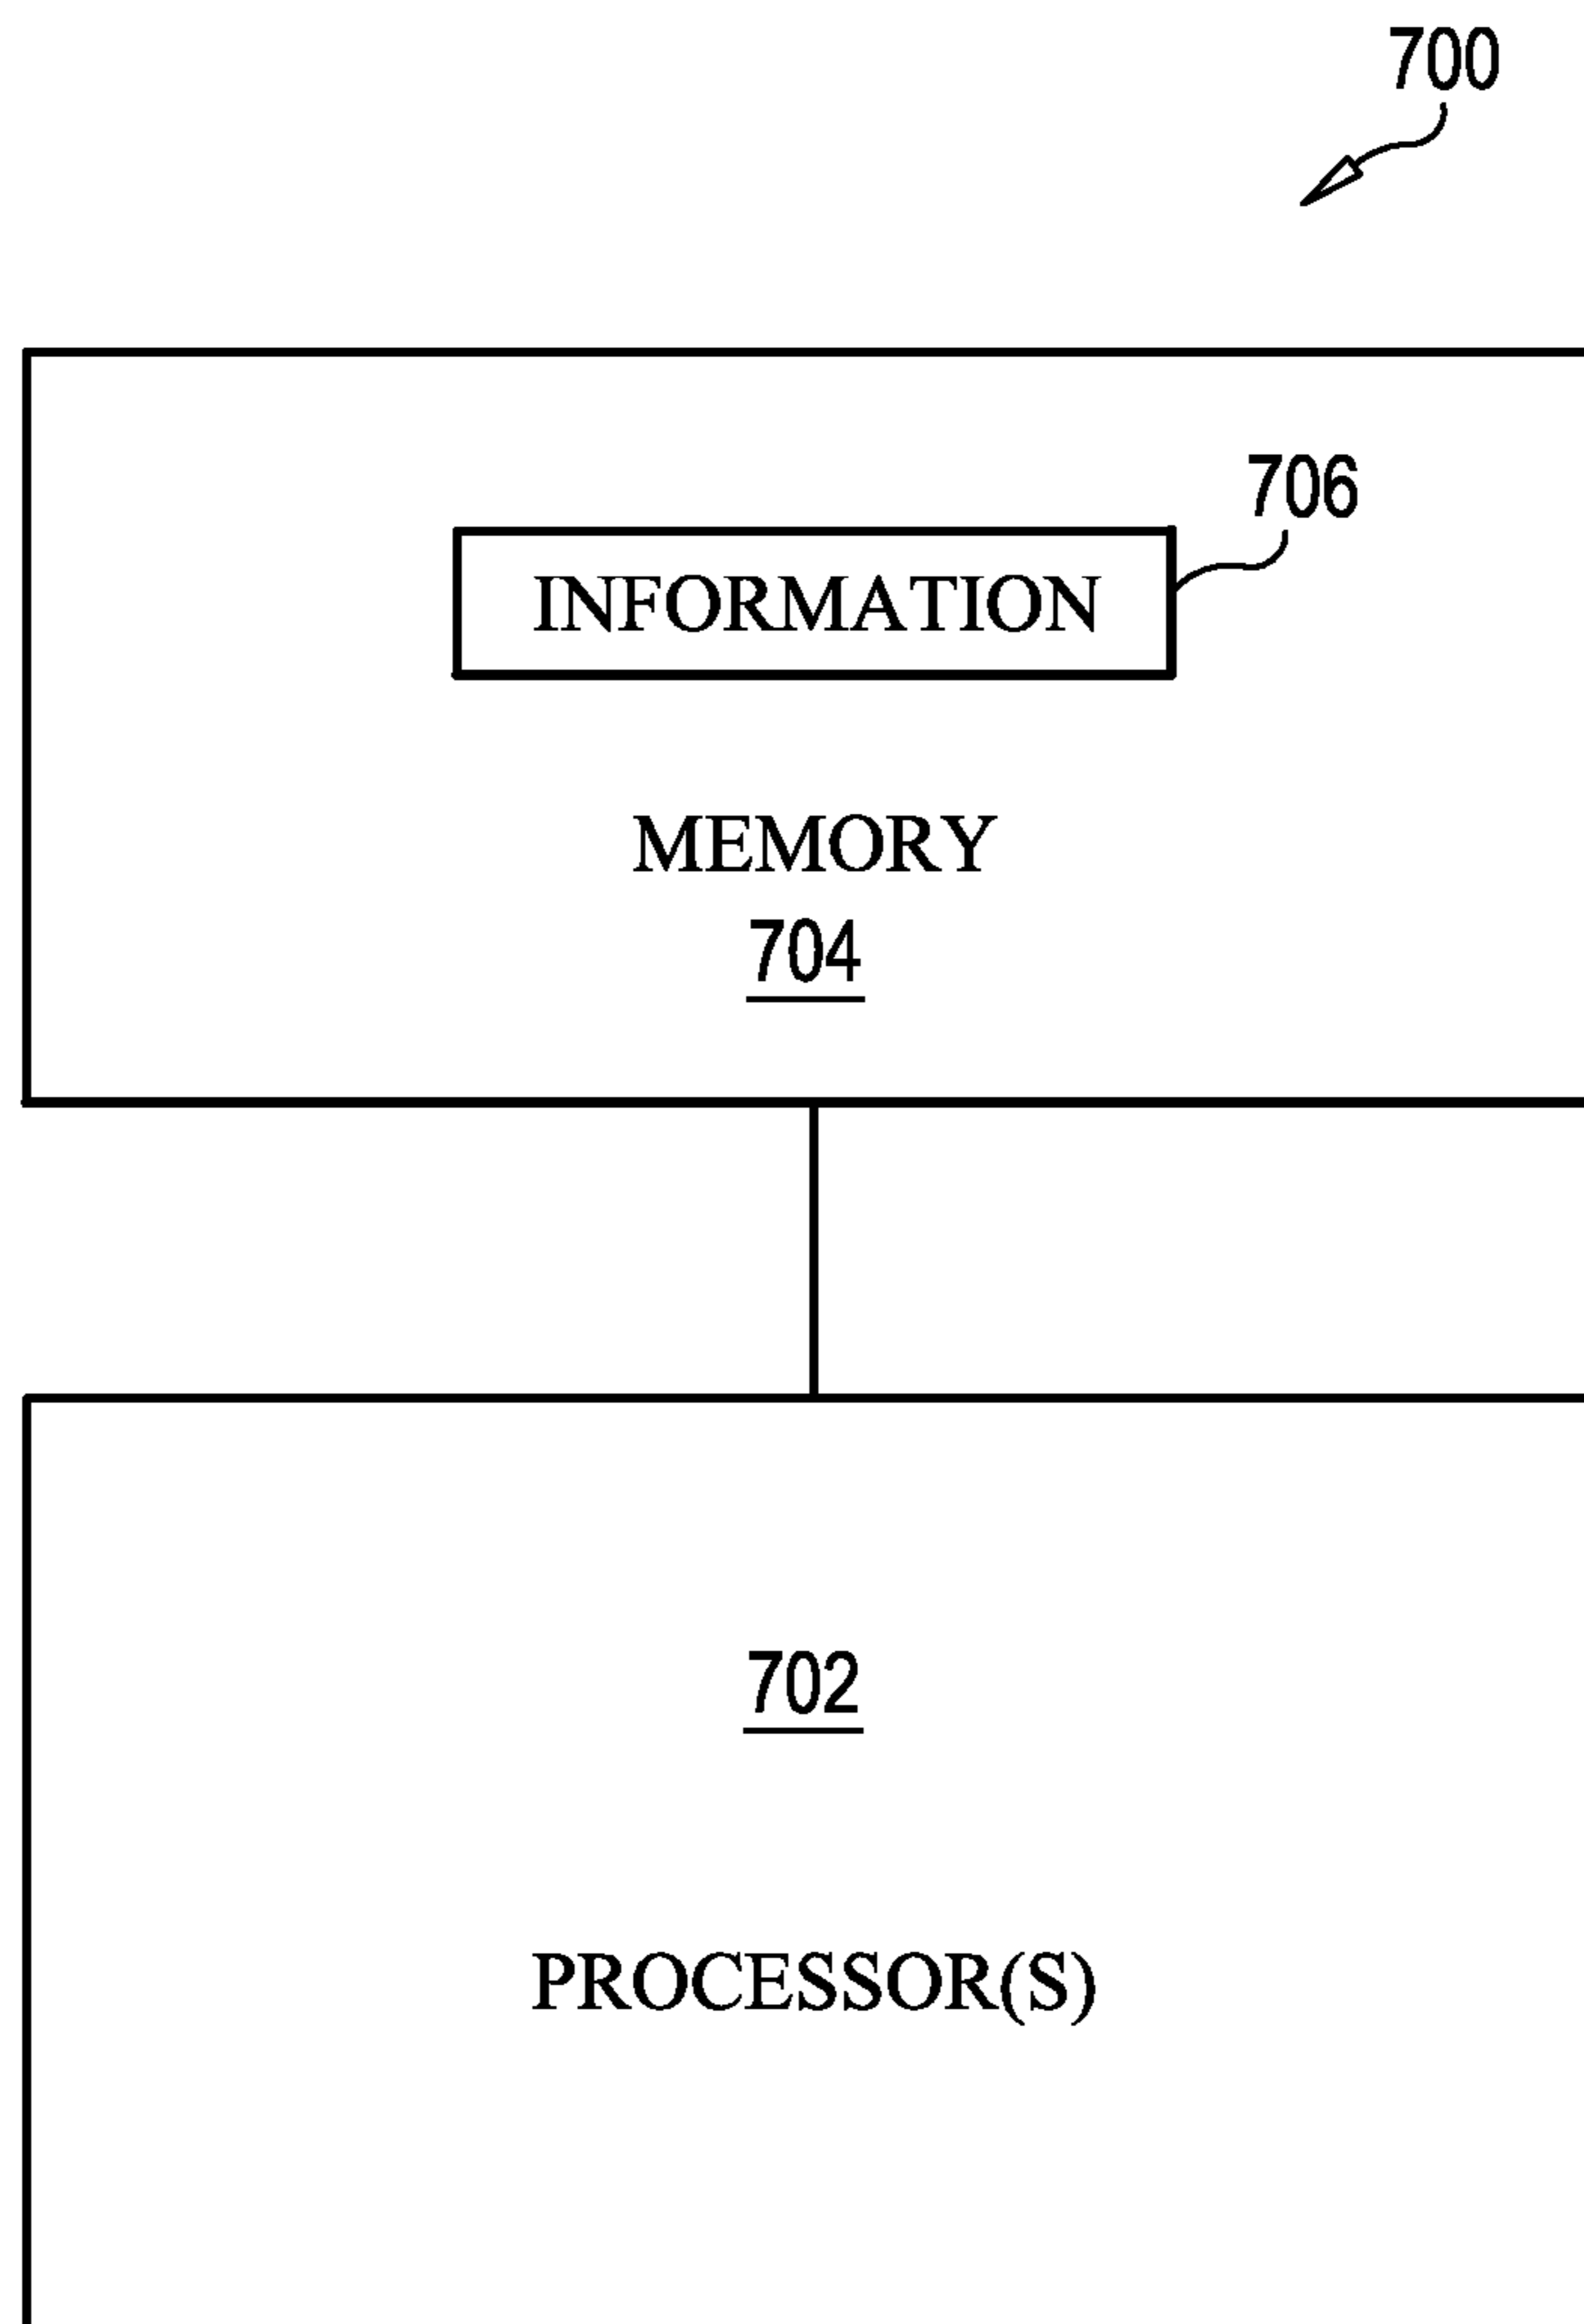 700
706
INFORMATION
MEMORY
704
702
PROCESSOR(S)